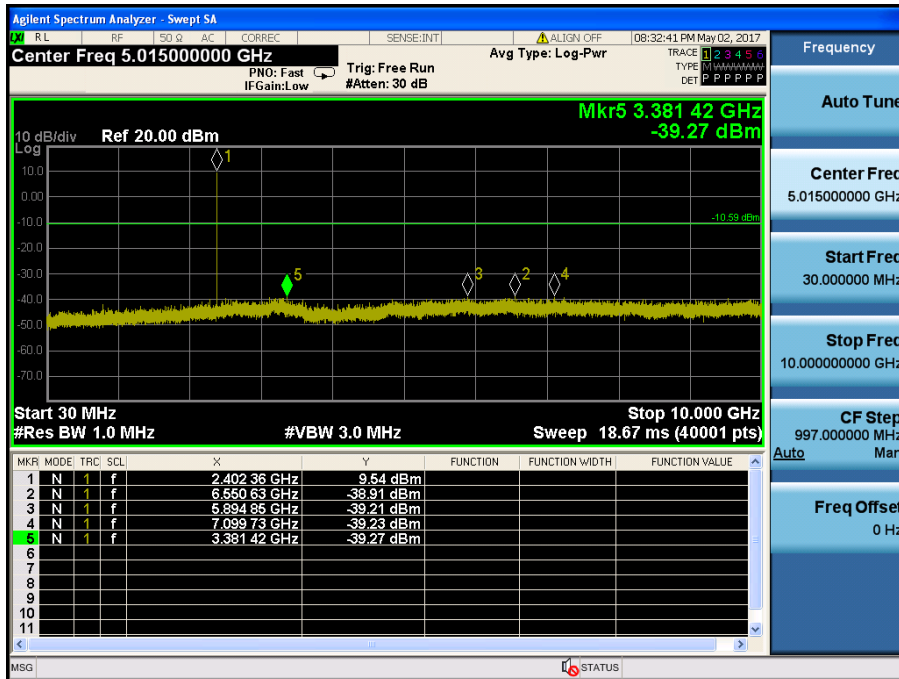 Agilent Spectrum Analyzer - Swept SA
LXI RL RF 50 Ω AC CORREC SENSE:INT ALIGN OFF 08:32:41 PM May 02, 2017
Center Freq 5.015000000 GHz
PNO: Fast
IFGain:Low
Trig: Free Run
#Atten: 30 dB
Avg Type: Log-Pwr
TRACE 1 2 3 4 5 6
TYPE M WWWWW
DET P P P P P P
Mkr5 3.381 42 GHz
-39.27 dBm
10 dB/div Ref 20.00 dBm
Log
10.0
0.00
-10.0
-20.0
-30.0
-40.0
-50.0
-60.0
-70.0
1
-10.59 dBm
5
3
2
4
Start 30 MHz Stop 10.000 GHz
#Res BW 1.0 MHz #VBW 3.0 MHz Sweep 18.67 ms (40001 pts)
MKR MODE TRC SCL X Y FUNCTION FUNCTION WIDTH FUNCTION VALUE
1 N 1 f 2.402 36 GHz 9.54 dBm
2 N 1 f 6.550 63 GHz -38.91 dBm
3 N 1 f 5.894 85 GHz -39.21 dBm
4 N 1 f 7.099 73 GHz -39.23 dBm
5 N 1 f 3.381 42 GHz -39.27 dBm
6
7
8
9
10
11
MSG STATUS
Frequency
Auto Tune
Center Freq
5.015000000 GHz
Start Freq
30.000000 MHz
Stop Freq
10.000000000 GHz
CF Step
997.000000 MHz
Auto Man
Freq Offset
0 Hz